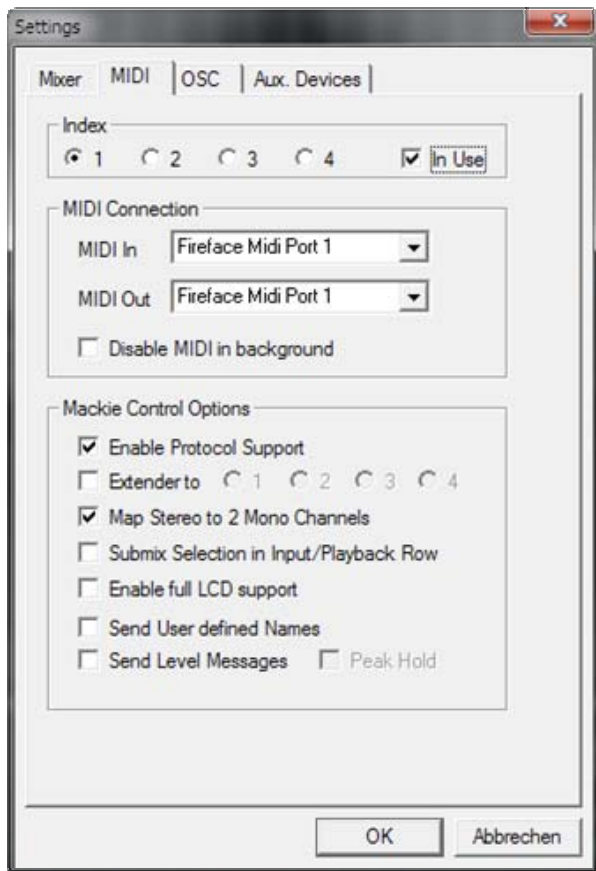 Settings
Mixer MIDI OSC Aux. Devices
Index
1 2 3 4 In Use
MIDI Connection
MIDI In Fireface Midi Port 1
MIDI Out Fireface Midi Port 1
Disable MIDI in background
Mackie Control Options
Enable Protocol Support
Extender to 1 2 3 4
Map Stereo to 2 Mono Channels
Submix Selection in Input/Playback Row
Enable full LCD support
Send User defined Names
Send Level Messages Peak Hold
OK Abbrechen